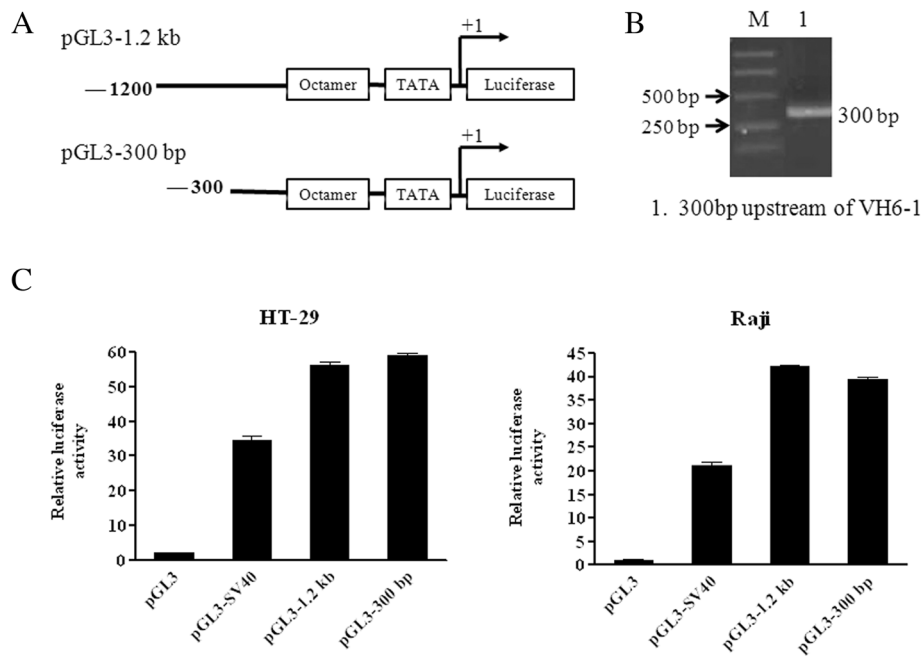 A
pGL3-1.2 kb
+1
—1200
Octamer
TATA
Luciferase
pGL3-300 bp
+1
—300
Octamer
TATA
Luciferase
B
M 1
500 bp
250 bp
300 bp
1. 300bp upstream of VH6-1
C
HT-29
Relative luciferase
activity
60
50
40
30
20
10
0
pGL3
pGL3-SV40
pGL3-1.2 kb
pGL3-300 bp
Raji
Relative luciferase
activity
45
40
35
30
25
20
15
10
5
0
pGL3
pGL3-SV40
pGL3-1.2 kb
pGL3-300 bp